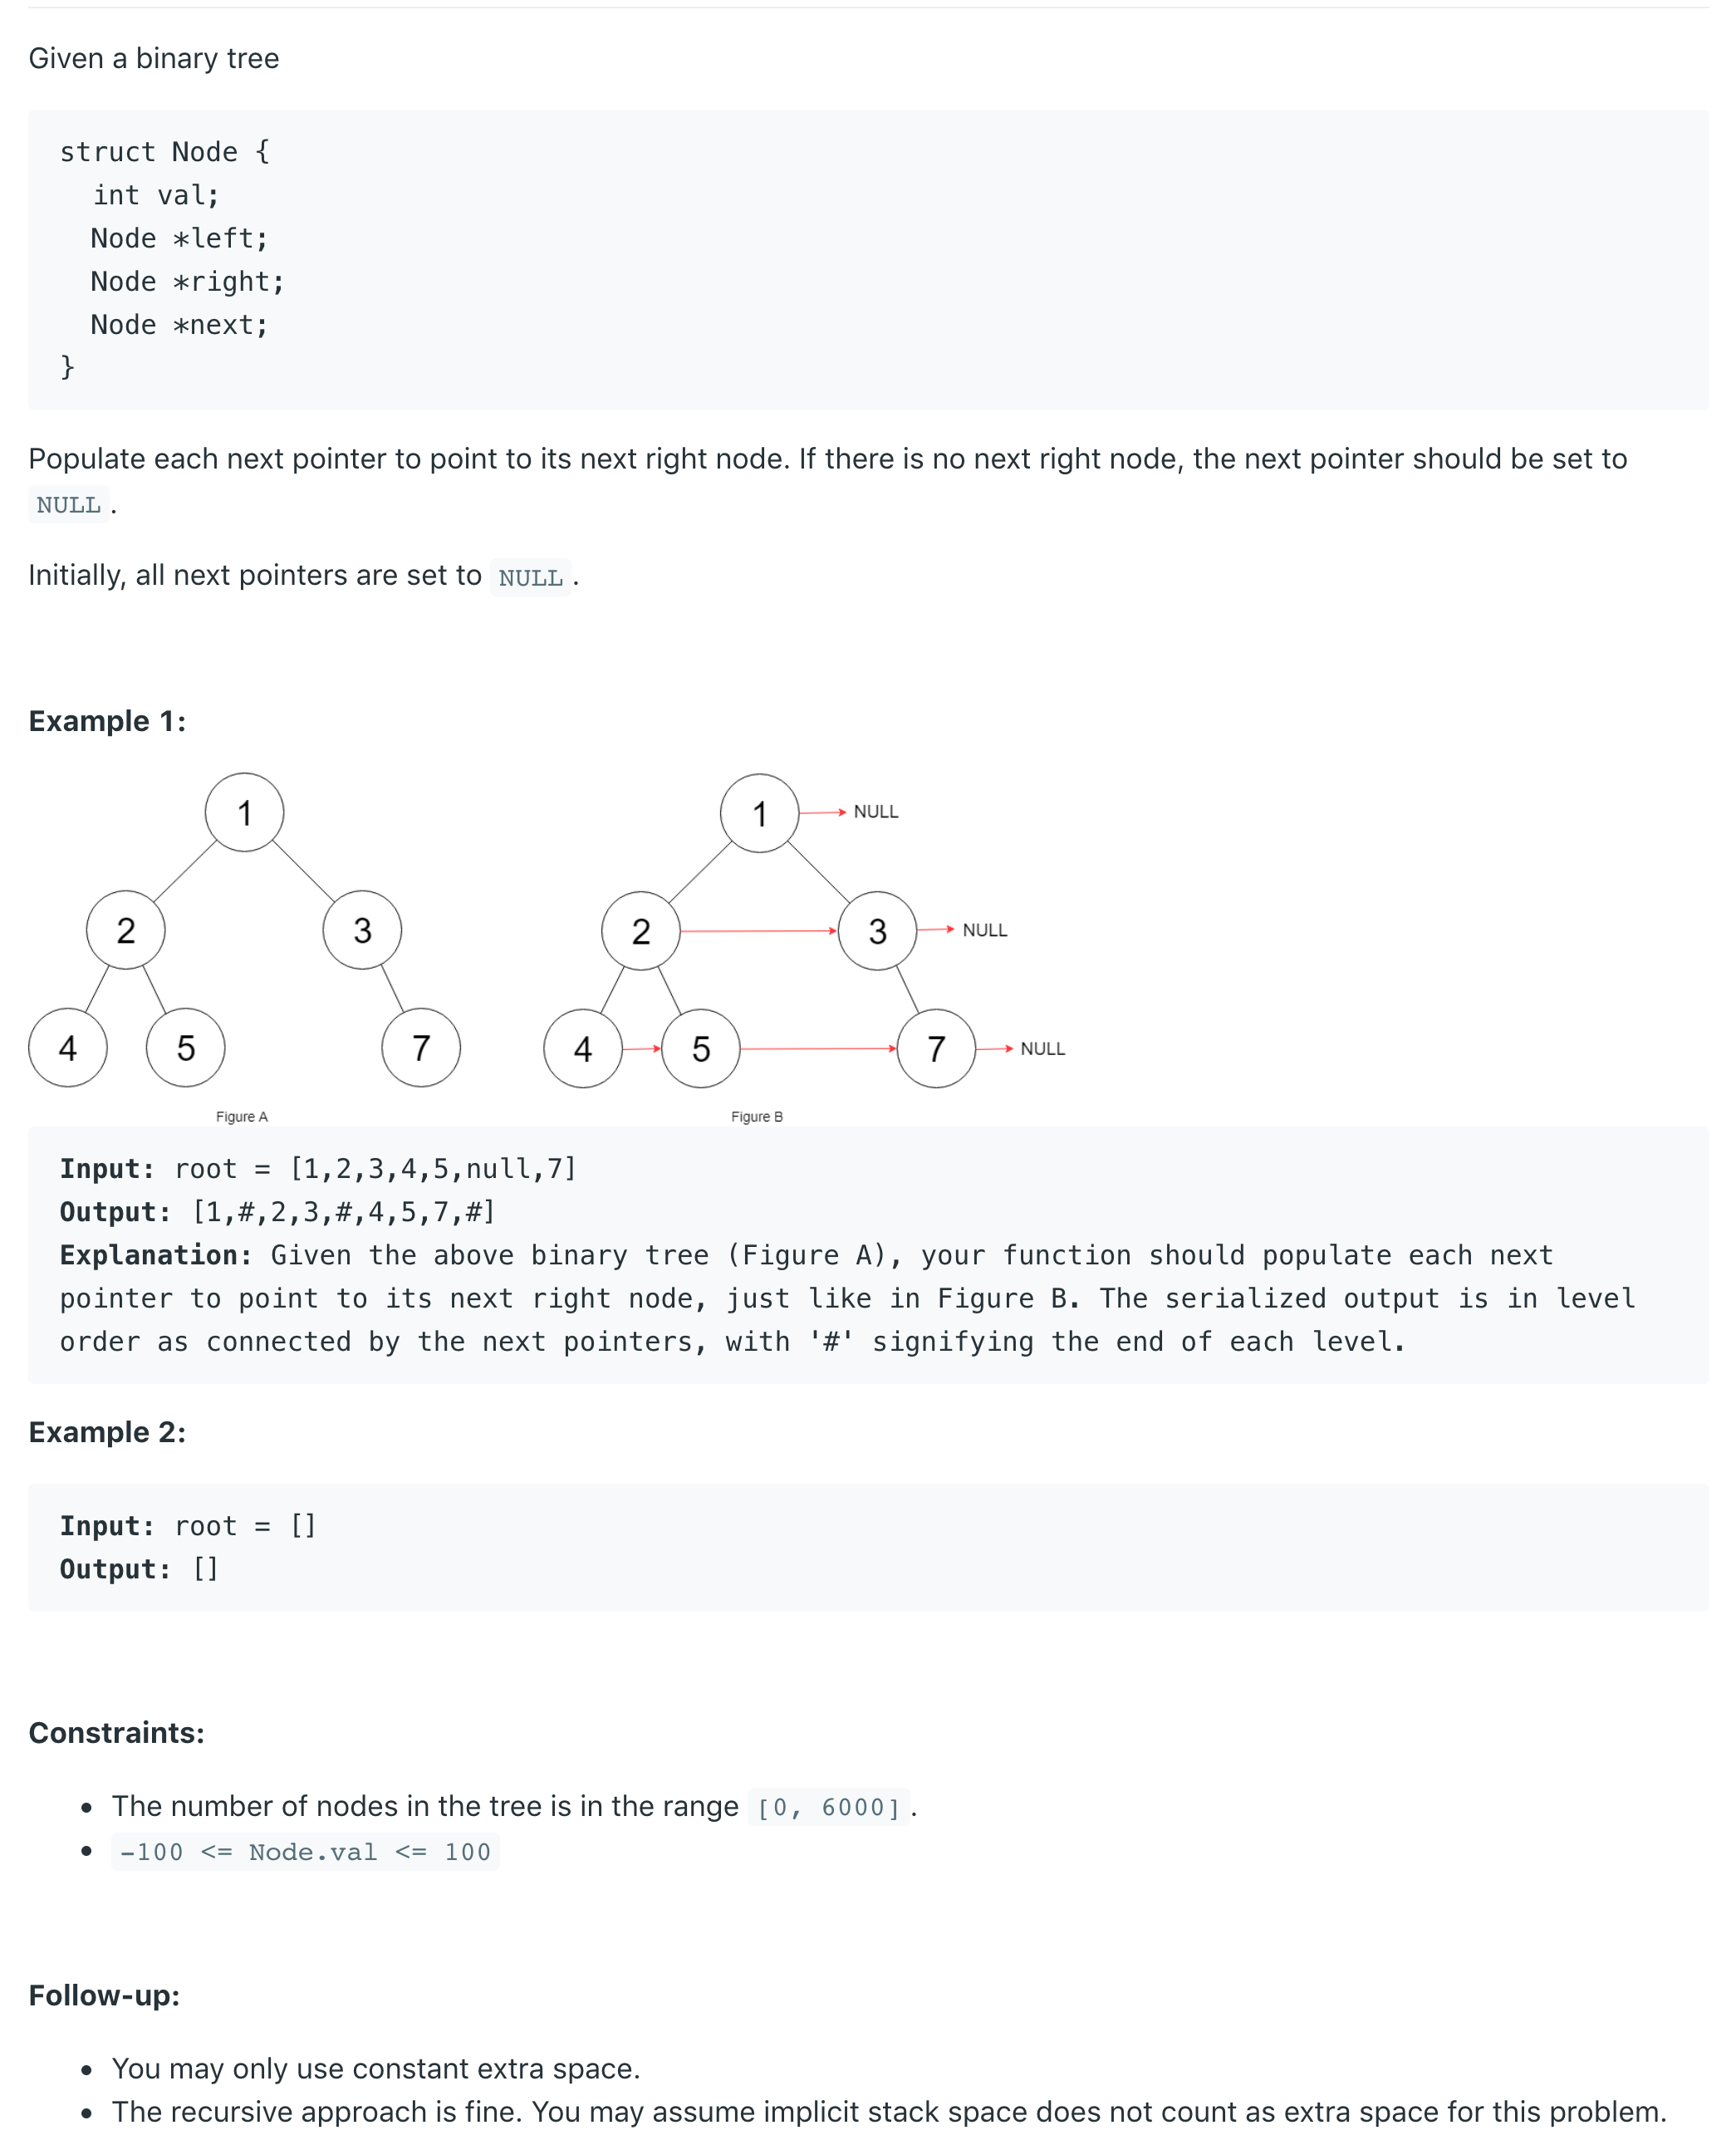 Given a binary tree
struct Node {
  int val;
  Node *left;
  Node *right;
  Node *next;
}
Populate each next pointer to point to its next right node. If there is no next right node, the next pointer should be set to
NULL.
Initially, all next pointers are set to NULL.
Example 1:
1
2 3
4 5 7
Figure A
1 NULL
2 3 NULL
4 5 7 NULL
Figure B
Input: root = [1,2,3,4,5,null,7]
Output: [1,#,2,3,#,4,5,7,#]
Explanation: Given the above binary tree (Figure A), your function should populate each next
pointer to point to its next right node, just like in Figure B. The serialized output is in level
order as connected by the next pointers, with '#' signifying the end of each level.
Example 2:
Input: root = []
Output: []
Constraints:
• The number of nodes in the tree is in the range [0, 6000].
• -100 <= Node.val <= 100
Follow-up:
• You may only use constant extra space.
• The recursive approach is fine. You may assume implicit stack space does not count as extra space for this problem.